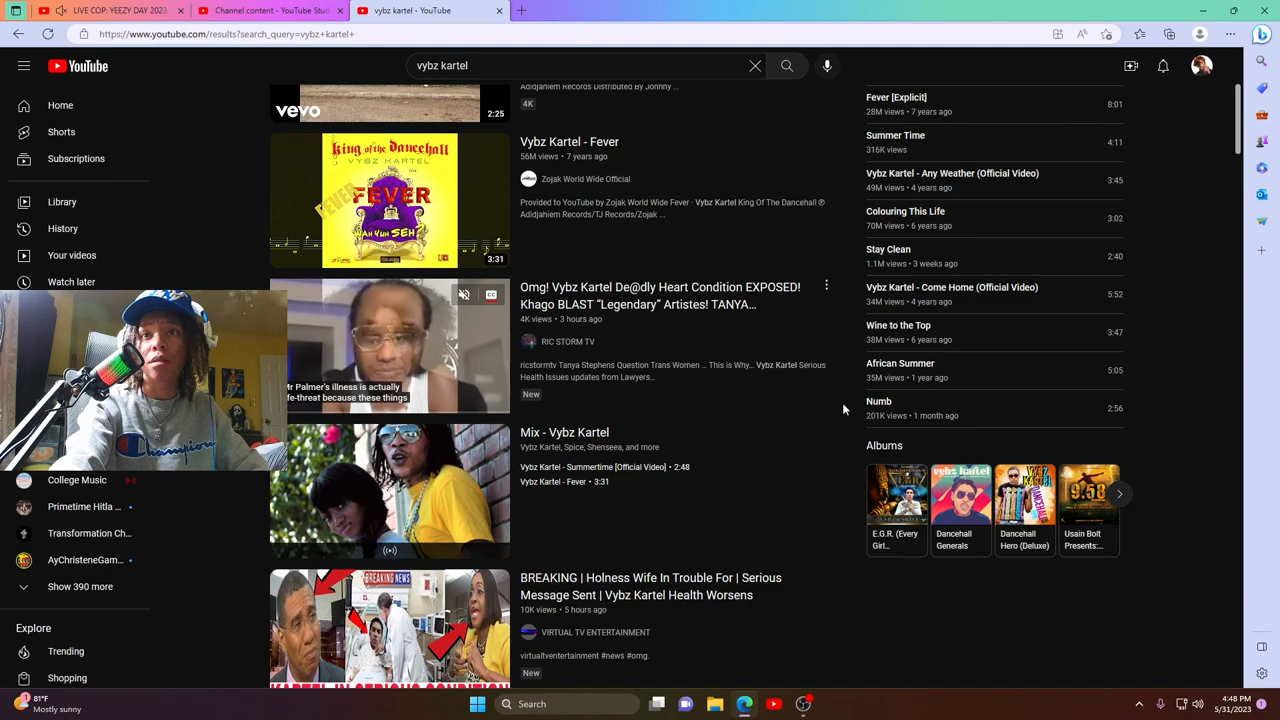 LIVE COP: YEEZY DAY 2023
Channel content - YouTube Stud
vybz kartel - YouTube
https://www.youtube.com/results?search_query=vybz+kartel+
YouTube
vybz kartel
Home
Shorts
Subscriptions
Library
History
Your videos
Watch later
College Music
Primetime Hitla ...
Transformation Ch...
AyChristeneGam...
Show 390 more
Explore
Trending
Shopping
vevo
2:25
Adidjahiem Records Distributed By Johnny ...
4K
King of the Dancehall
VYBZ KARTEL
FEVER
FEVER
WAH YUH SEH?
3:31
Vybz Kartel - Fever
56M views • 7 years ago
Zojak World Wide Official
Provided to YouTube by Zojak World Wide Fever · Vybz Kartel King Of The Dancehall ℗
Adidjahiem Records/TJ Records/Zojak ...
CC
Mr Palmer's illness is actually
fe-threat because these things
Omg! Vybz Kartel De@dly Heart Condition EXPOSED!
Khago BLAST “Legendary” Artistes! TANYA...
4K views • 3 hours ago
RIC STORM TV
ricstormtv Tanya Stephens Question Trans Women ... This is Why... Vybz Kartel Serious
Health Issues updates from Lawyers...
New
Champion
Mix - Vybz Kartel
Vybz Kartel, Spice, Shenseea, and more
Vybz Kartel - Summertime [Official Video] • 2:48
Vybz Kartel - Fever • 3:31
BREAKING NEWS
KARTEL IN SERIOUS CONDITION
BREAKING | Holness Wife In Trouble For | Serious
Message Sent | Vybz Kartel Health Worsens
10K views • 5 hours ago
VIRTUAL TV ENTERTAINMENT
virtualtventertainment #news #omg.
New
Fever [Explicit]
28M views • 7 years ago
8:01
Summer Time
316K views
4:11
Vybz Kartel - Any Weather (Official Video)
49M views • 4 years ago
3:45
Colouring This Life
70M views • 6 years ago
3:02
Stay Clean
1.1M views • 3 weeks ago
2:40
Vybz Kartel - Come Home (Official Video)
34M views • 4 years ago
5:52
Wine to the Top
38M views • 6 years ago
3:47
African Summer
35M views • 1 year ago
5:05
Numb
201K views • 1 month ago
2:56
Albums
vybz kartel
9.58
E.G.R. (Every
Girl...
Dancehall
Generals
Dancehall
Hero (Deluxe)
Usain Bolt
Presents:...
81°F
Mostly sunny
Search
4:48 PM
5/31/2023